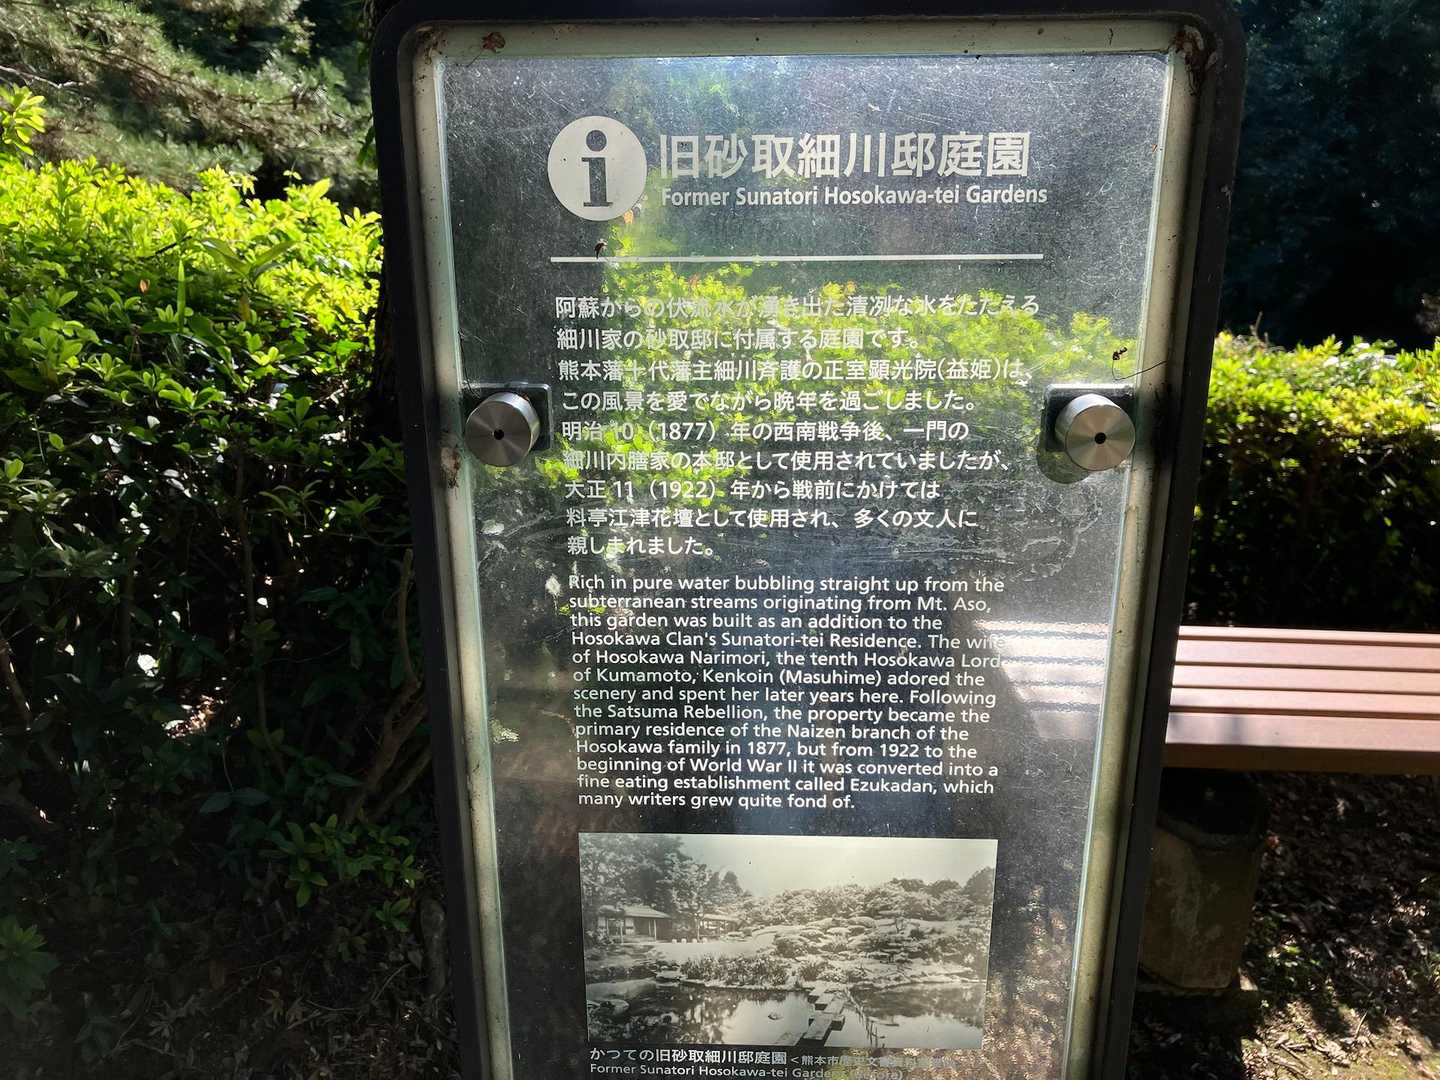 i
旧砂取細川邸庭園
Former Sunatori Hosokawa-tei Gardens
阿蘇からの伏流水が湧き出た清冽な水をたたえる
細川家の砂取邸に付属する庭園です。
熊本藩十代藩主細川斉護の正室顕光院(益姫)は、
この風景を愛でながら晩年を過ごしました。
明治 10（1877）年の西南戦争後、一門の
細川内膳家の本邸として使用されていましたが、
大正 11（1922）年から戦前にかけては
料亭江津花壇として使用され、多くの文人に
親しまれました。
Rich in pure water bubbling straight up from the
subterranean streams originating from Mt. Aso,
this garden was built as an addition to the
Hosokawa Clan's Sunatori-tei Residence. The wife
of Hosokawa Narimori, the tenth Hosokawa Lord
of Kumamoto, Kenkoin (Masuhime) adored the
scenery and spent her later years here. Following
the Satsuma Rebellion, the property became the
primary residence of the Naizen branch of the
Hosokawa family in 1877, but from 1922 to the
beginning of World War II it was converted into a
fine eating establishment called Ezukadan, which
many writers grew quite fond of.
かつての旧砂取細川邸庭園<熊本市歴史文書
Former Sunatori Hosokawa-tei Gardens